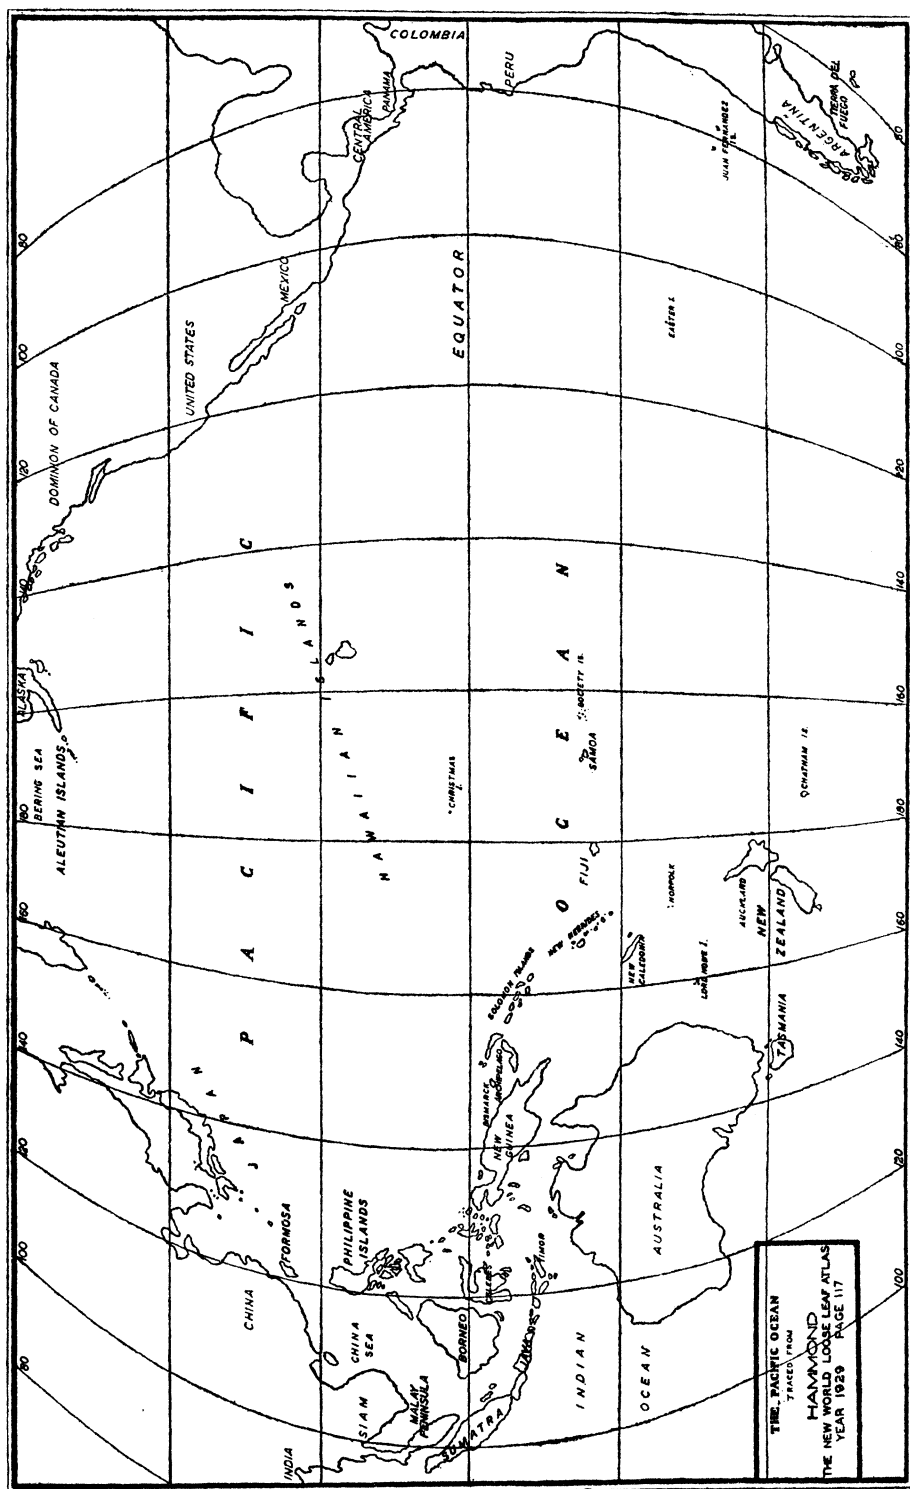 80
100
120
140
160
180
160
140
120
100
80
ALASKA
BERING SEA
ALEUTIAN ISLANDS
DOMINION OF CANADA
UNITED STATES
MEXICO
CENTRAL
AMERICA
PANAMA
COLOMBIA
PERU
ARGENTINA
TIERRA DEL
FUEGO
JUAN FERNANDEZ
IS.
EASTER I.
EQUATOR
PACIFIC
OCEAN
HAWAIIAN ISLANDS
CHRISTMAS
I.
SOCIETY IS.
SAMOA
FIJI
CHATHAM IS.
NORFOLK
AUCKLAND
NEW
ZEALAND
LORD HOWE I.
NEW
CALEDONIA
NEW HEBRIDES
SOLOMON ISLANDS
BISMARCK
ARCHIPELAGO
NEW
GUINEA
TASMANIA
AUSTRALIA
JAPAN
FORMOSA
PHILIPPINE
ISLANDS
CHINA
CHINA
SEA
BORNEO
CELEBES
TIMOR
JAVA
SUMATRA
MALAY
PENINSULA
SIAM
INDIA
INDIAN
OCEAN
60
80
100
120
140
160
180
160
140
120
100
THE PACIFIC OCEAN
TRACED FROM
HAMMOND
THE NEW WORLD LOOSE LEAF ATLAS
YEAR 1929 PAGE 117